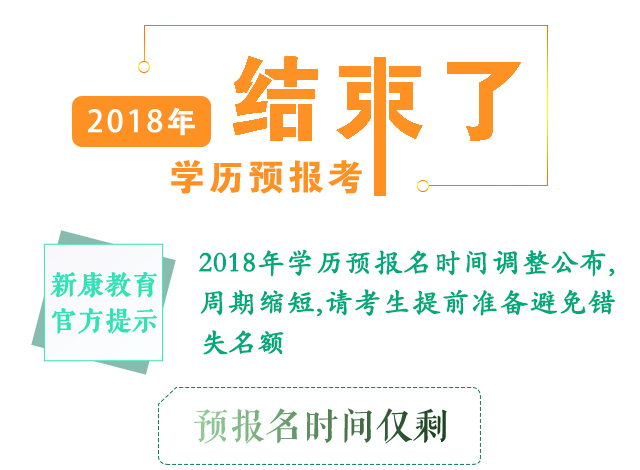 2018年
结束了
学历预报考
新康教育
官方提示
2018年学历预报名时间调整公布,
周期缩短,请考生提前准备避免错
失名额
预报名时间仅剩